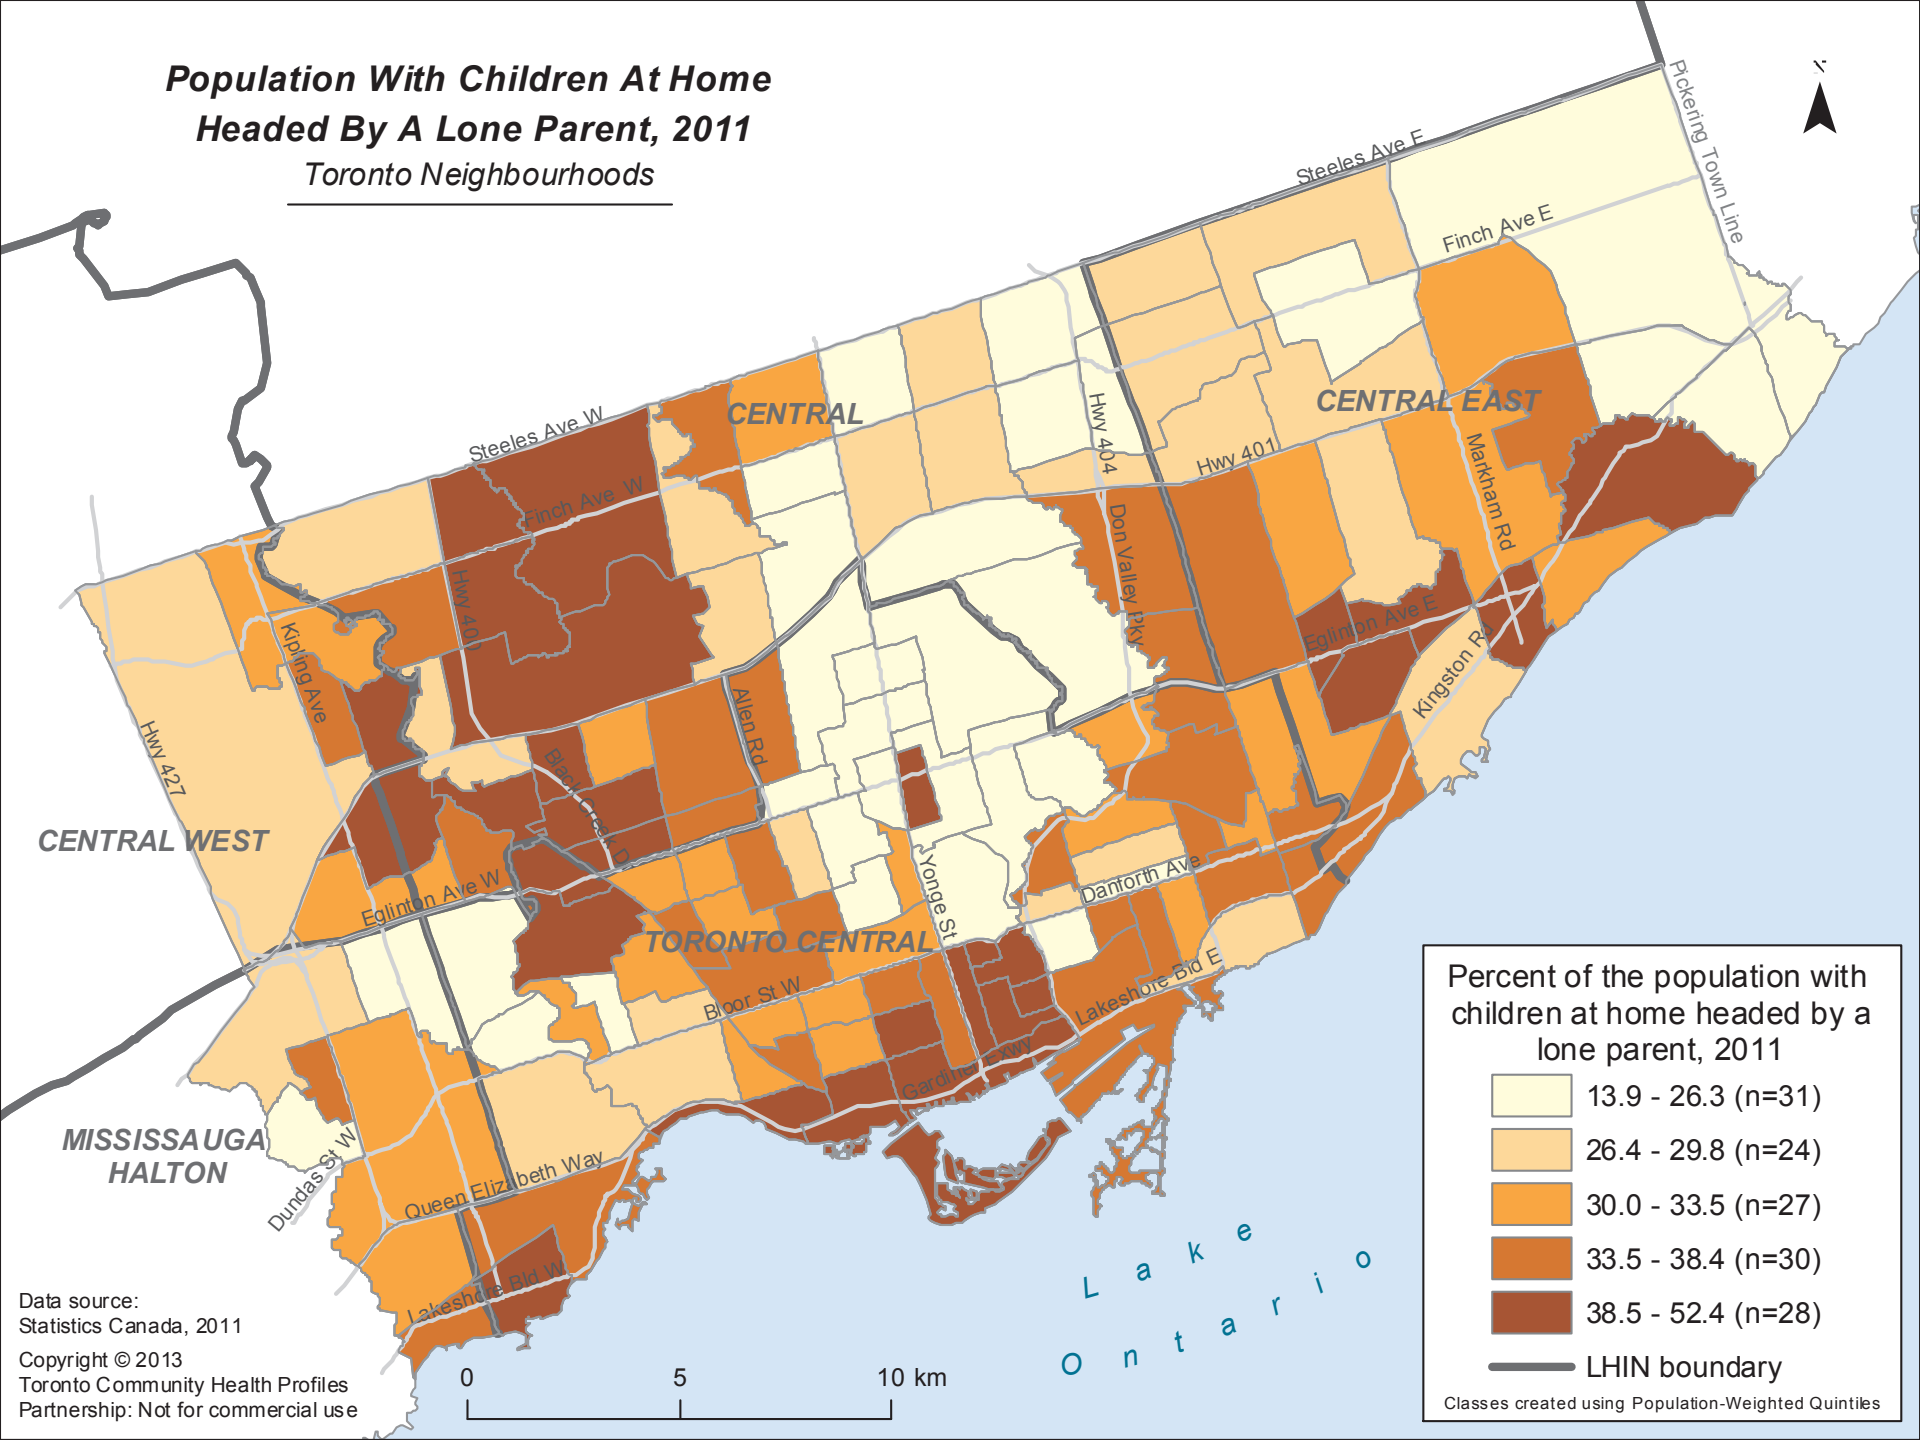 Population With Children At Home
Headed By A Lone Parent, 2011
Toronto Neighbourhoods
N
Pickering Town Line
Steeles Ave E
Finch Ave E
CENTRAL EAST
CENTRAL
Steeles Ave W
Hwy 404
Hwy 401
Markham Rd
Finch Ave W
Don Valley Pky
Hwy 400
Kipling Ave
Eglinton Ave E
Kingston Rd
Allen Rd
Hwy 427
Black Creek D
CENTRAL WEST
Yonge St
Danforth Ave
Eglinton Ave W
TORONTO CENTRAL
Bloor St W
Lakeshore Bld E
Gardiner Exwy
MISSISSAUGA
HALTON
Dundas St W
Queen Elizabeth Way
Lakeshore Bld W
Lake
Ontario
Percent of the population with
children at home headed by a
lone parent, 2011
13.9 - 26.3 (n=31)
26.4 - 29.8 (n=24)
30.0 - 33.5 (n=27)
33.5 - 38.4 (n=30)
38.5 - 52.4 (n=28)
LHIN boundary
Classes created using Population-Weighted Quintiles
Data source:
Statistics Canada, 2011
Copyright © 2013
Toronto Community Health Profiles
Partnership: Not for commercial use
0 5 10 km